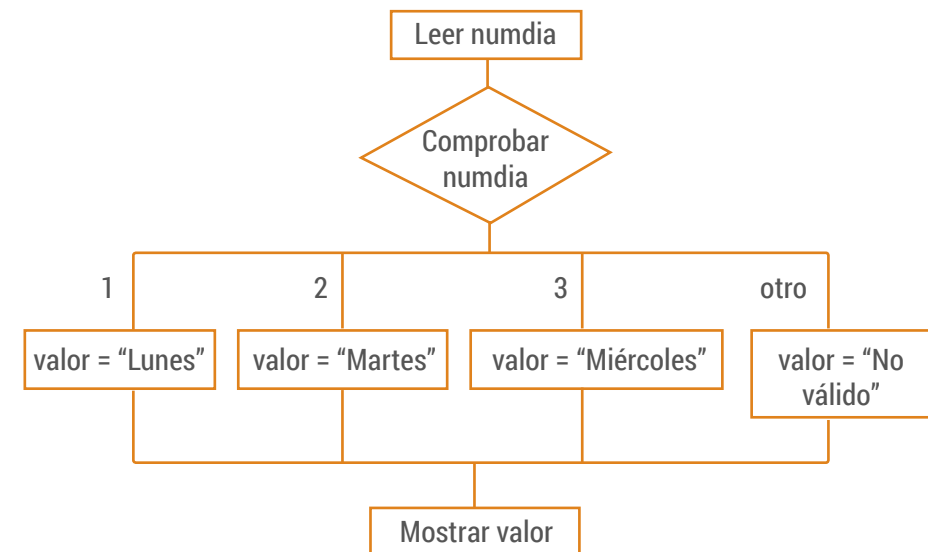 Leer numdia
Comprobar
numdia
1
2
3
otro
valor = “Lunes”
valor = “Martes”
valor = “Miércoles”
valor = “No
válido”
Mostrar valor